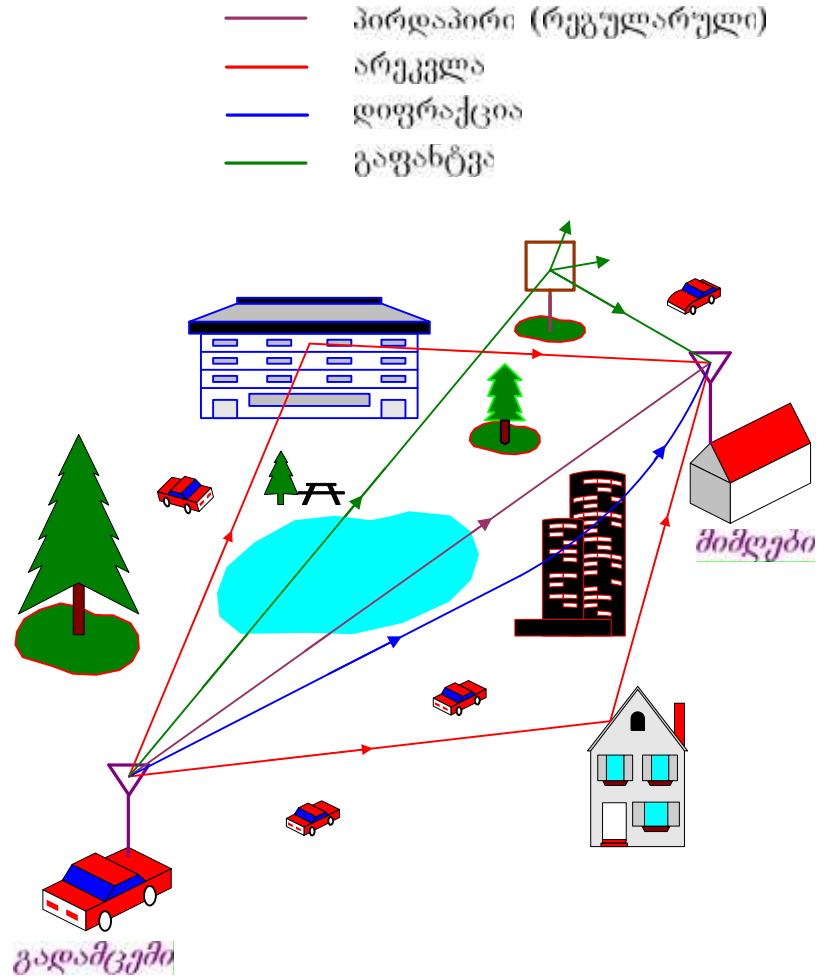 პირდაპირი (რეგულარული)
არეკვლა
დიფრაქცია
გაფანტვა
მიმღები
გადამცემი